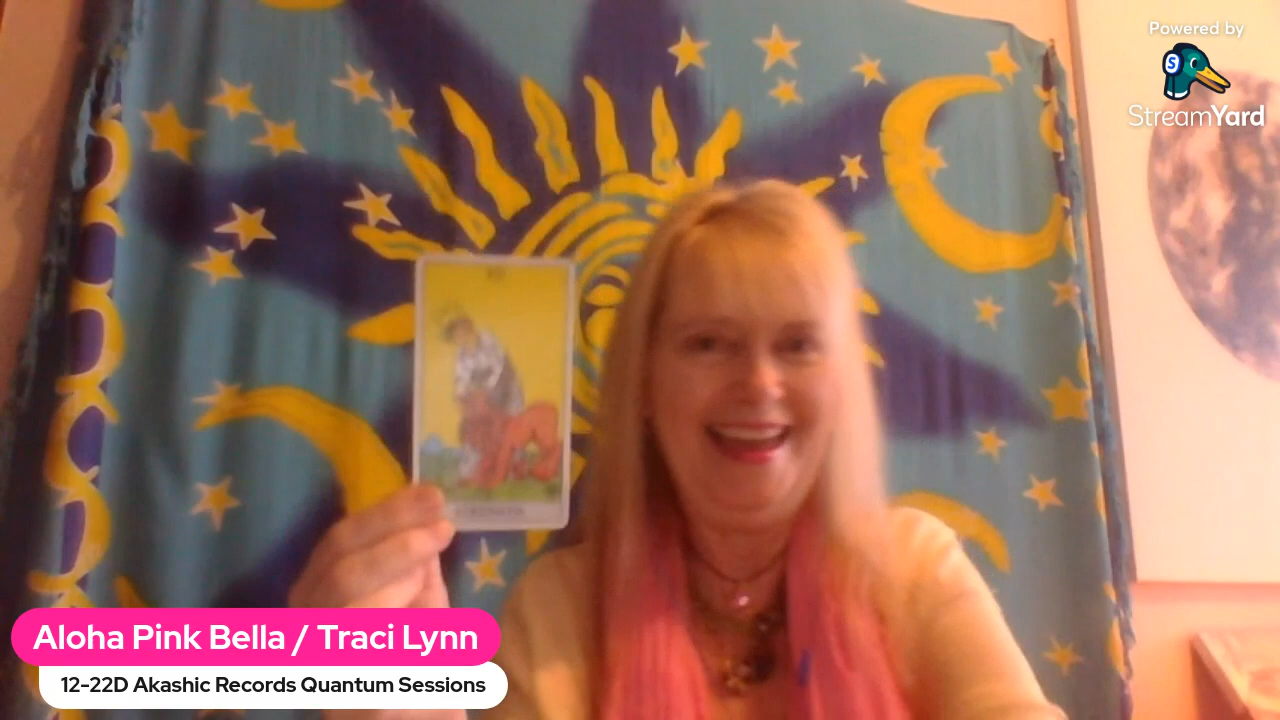 Powered by
S
StreamYard
Aloha Pink Bella / Traci Lynn
12-22D Akashic Records Quantum Sessions